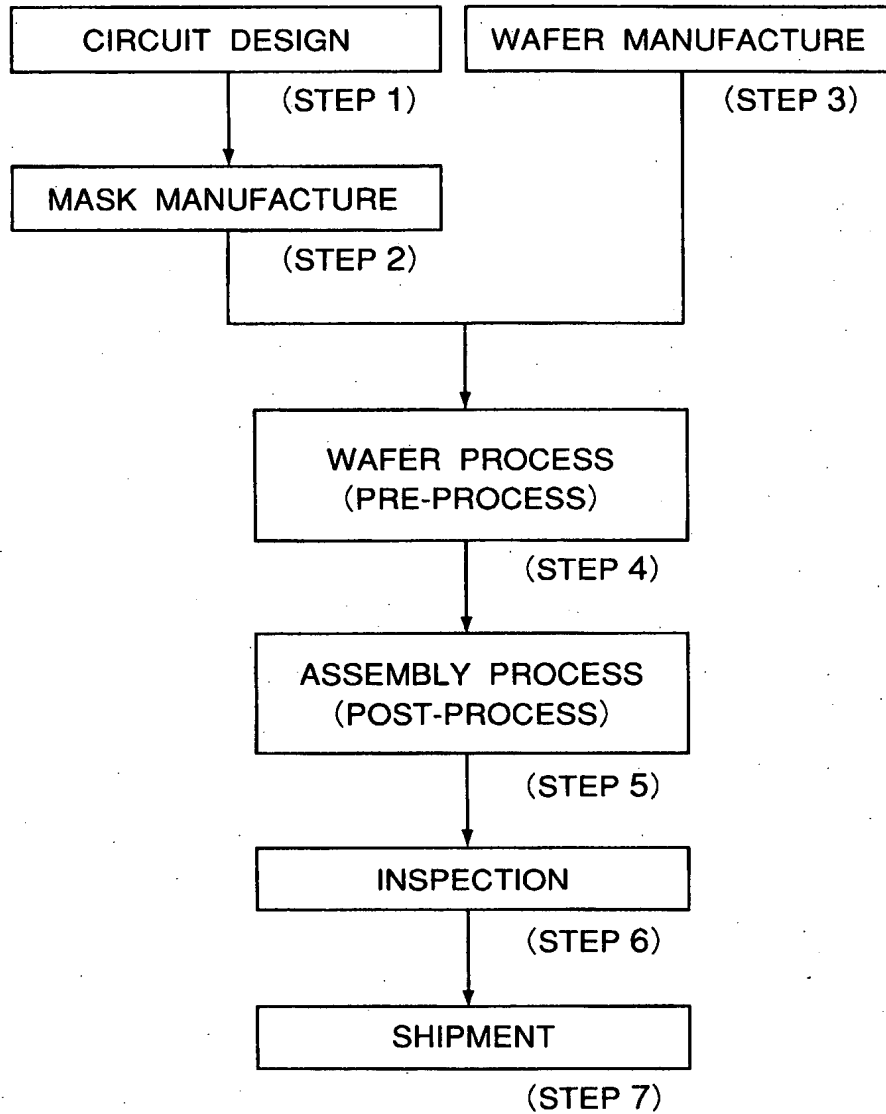 CIRCUIT DESIGN
(STEP 1)
WAFER MANUFACTURE
(STEP 3)
MASK MANUFACTURE
(STEP 2)
WAFER PROCESS
(PRE-PROCESS)
(STEP 4)
ASSEMBLY PROCESS
(POST-PROCESS)
(STEP 5)
INSPECTION
(STEP 6)
SHIPMENT
(STEP 7)